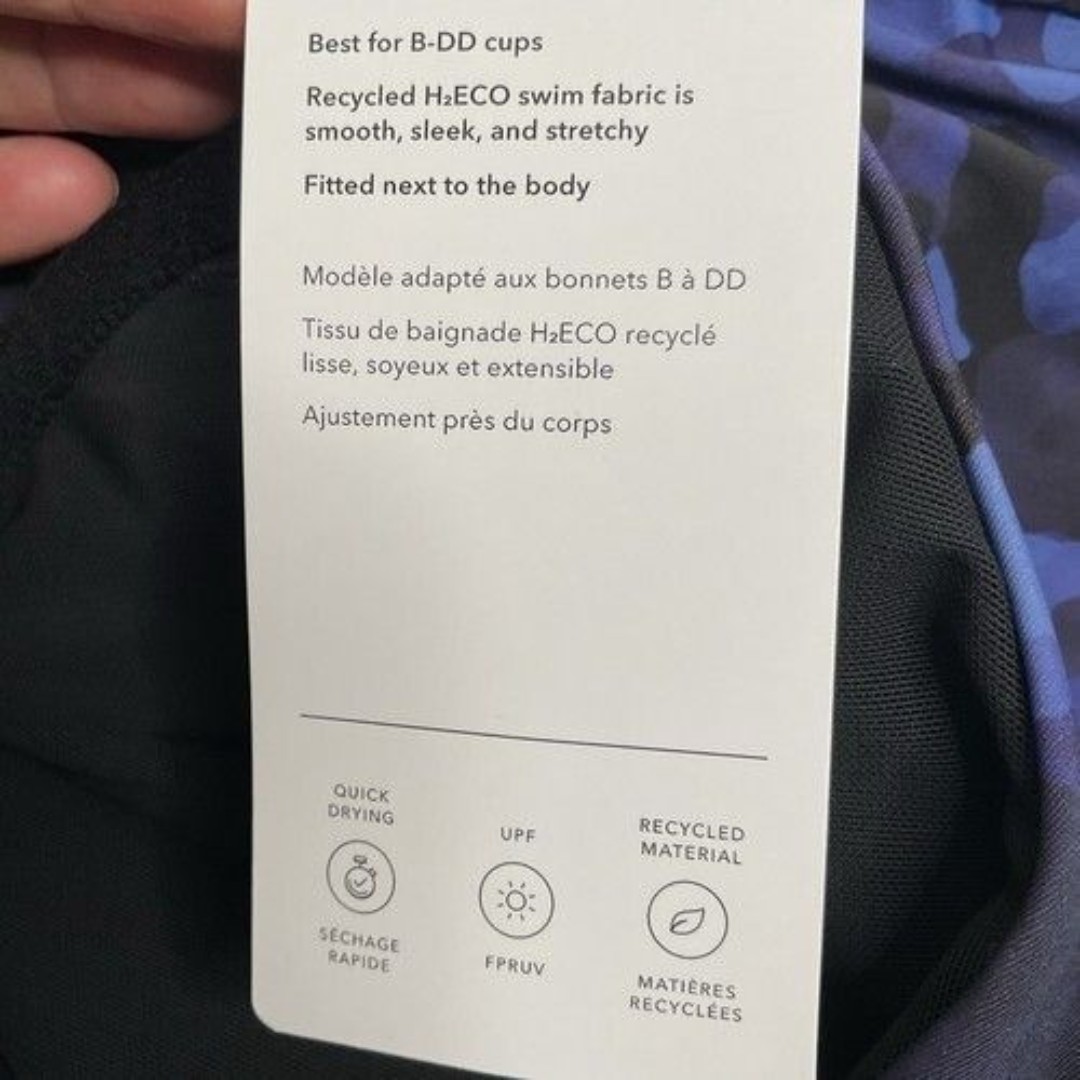 Best for B-DD cups
Recycled H₂ECO swim fabric is
smooth, sleek, and stretchy
Fitted next to the body
Modèle adapté aux bonnets B à DD
Tissu de baignade H₂ECO recyclé
lisse, soyeux et extensible
Ajustement près du corps
QUICK
DRYING
SÉCHAGE
RAPIDE
UPF
FPRUV
RECYCLED
MATERIAL
MATIÈRES
RECYCLÉES